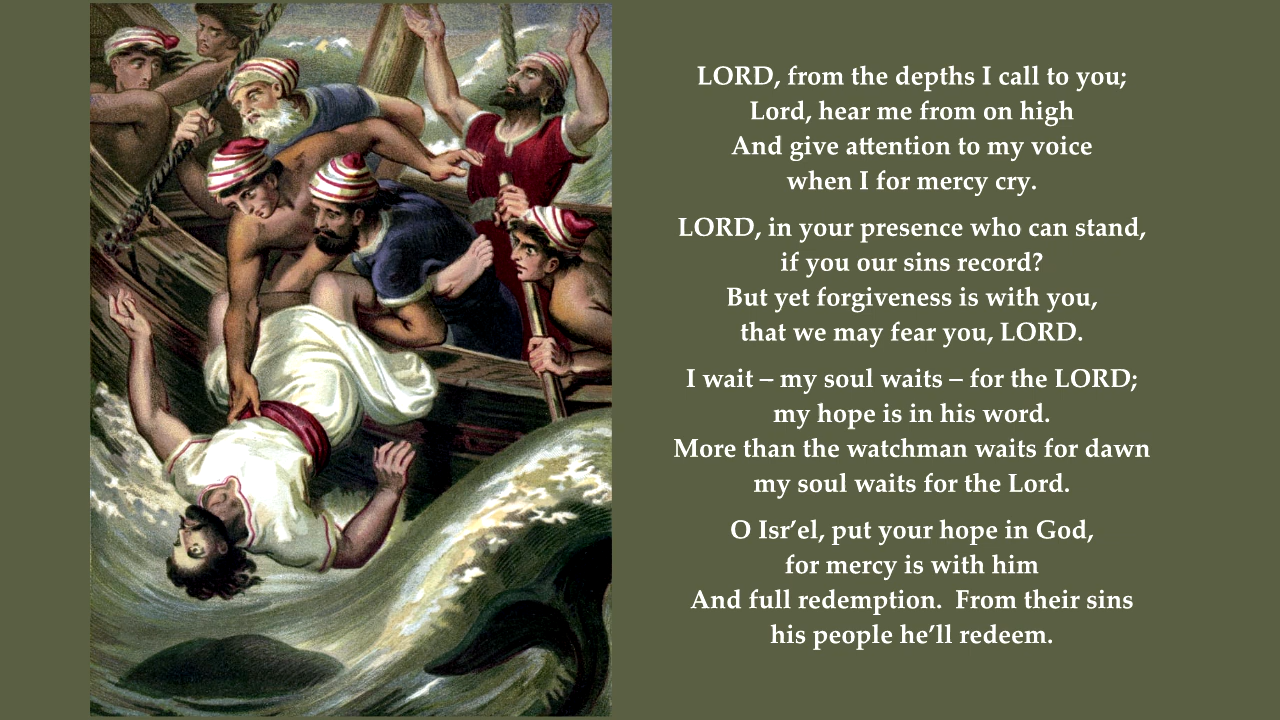 LORD, from the depths I call to you;
Lord, hear me from on high
And give attention to my voice
when I for mercy cry.
LORD, in your presence who can stand,
if you our sins record?
But yet forgiveness is with you,
that we may fear you, LORD.
I wait – my soul waits – for the LORD;
my hope is in his word.
More than the watchman waits for dawn
my soul waits for the Lord.
O Isr’el, put your hope in God,
for mercy is with him
And full redemption.  From their sins
his people he’ll redeem.